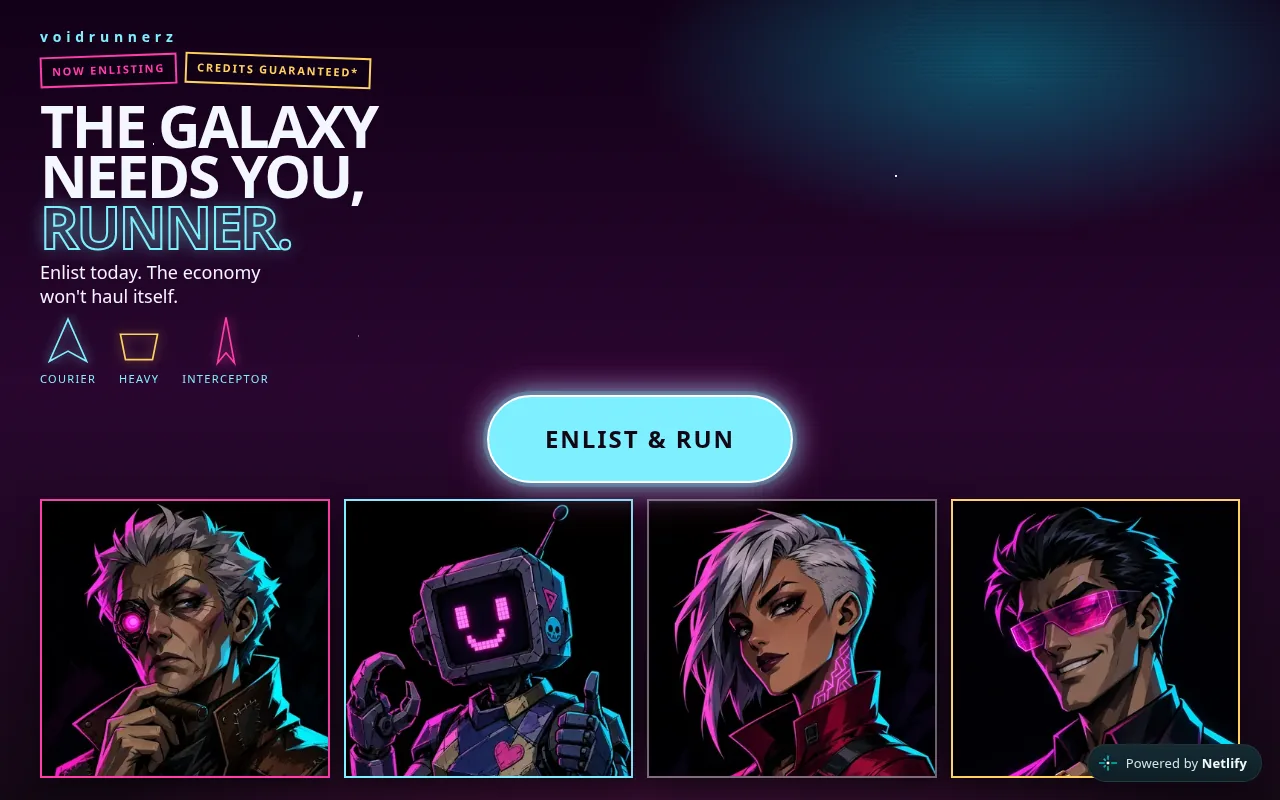 voidrunnerz
NOW ENLISTING
CREDITS GUARANTEED*
THE GALAXY
NEEDS YOU,
RUNNER.
Enlist today. The economy
won't haul itself.
COURIER
HEAVY
INTERCEPTOR
ENLIST & RUN
Powered by Netlify